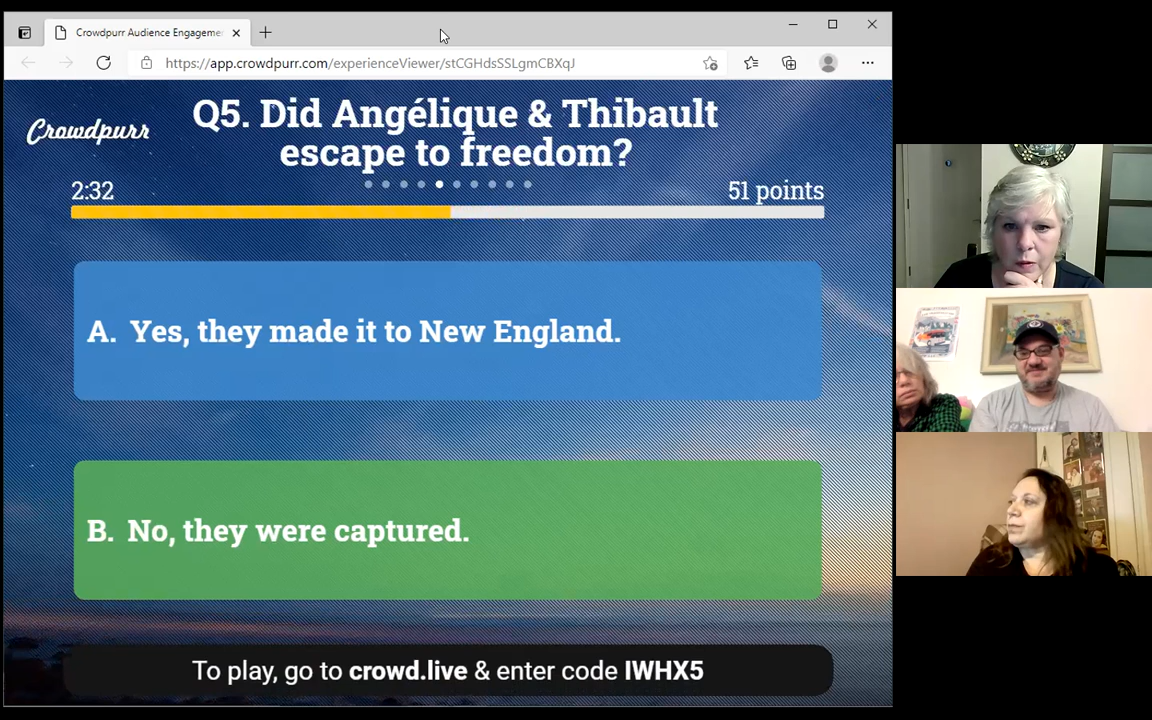 Crowdpurr Audience Engageme
https://app.crowdpurr.com/experienceViewer/stCGHdsSSLgmCBXqJ
Crowdpurr
Q5. Did Angélique & Thibault
escape to freedom?
2:32
51 points
A. Yes, they made it to New England.
B. No, they were captured.
To play, go to crowd.live & enter code IWHX5